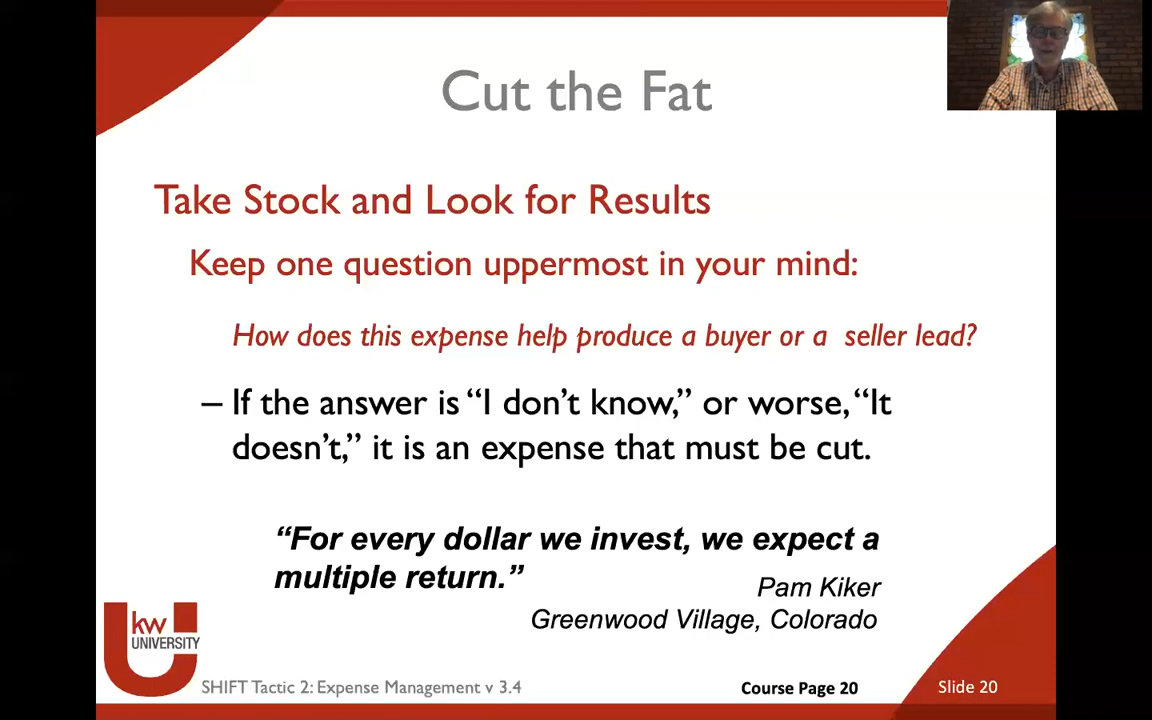 Cut the Fat
Take Stock and Look for Results
Keep one question uppermost in your mind:
How does this expense help produce a buyer or a seller lead?
– If the answer is “I don’t know,” or worse, “It
doesn’t,” it is an expense that must be cut.
“For every dollar we invest, we expect a
multiple return.”
Pam Kiker
Greenwood Village, Colorado
kw
UNIVERSITY
SHIFT Tactic 2: Expense Management v 3.4
Course Page 20
Slide 20